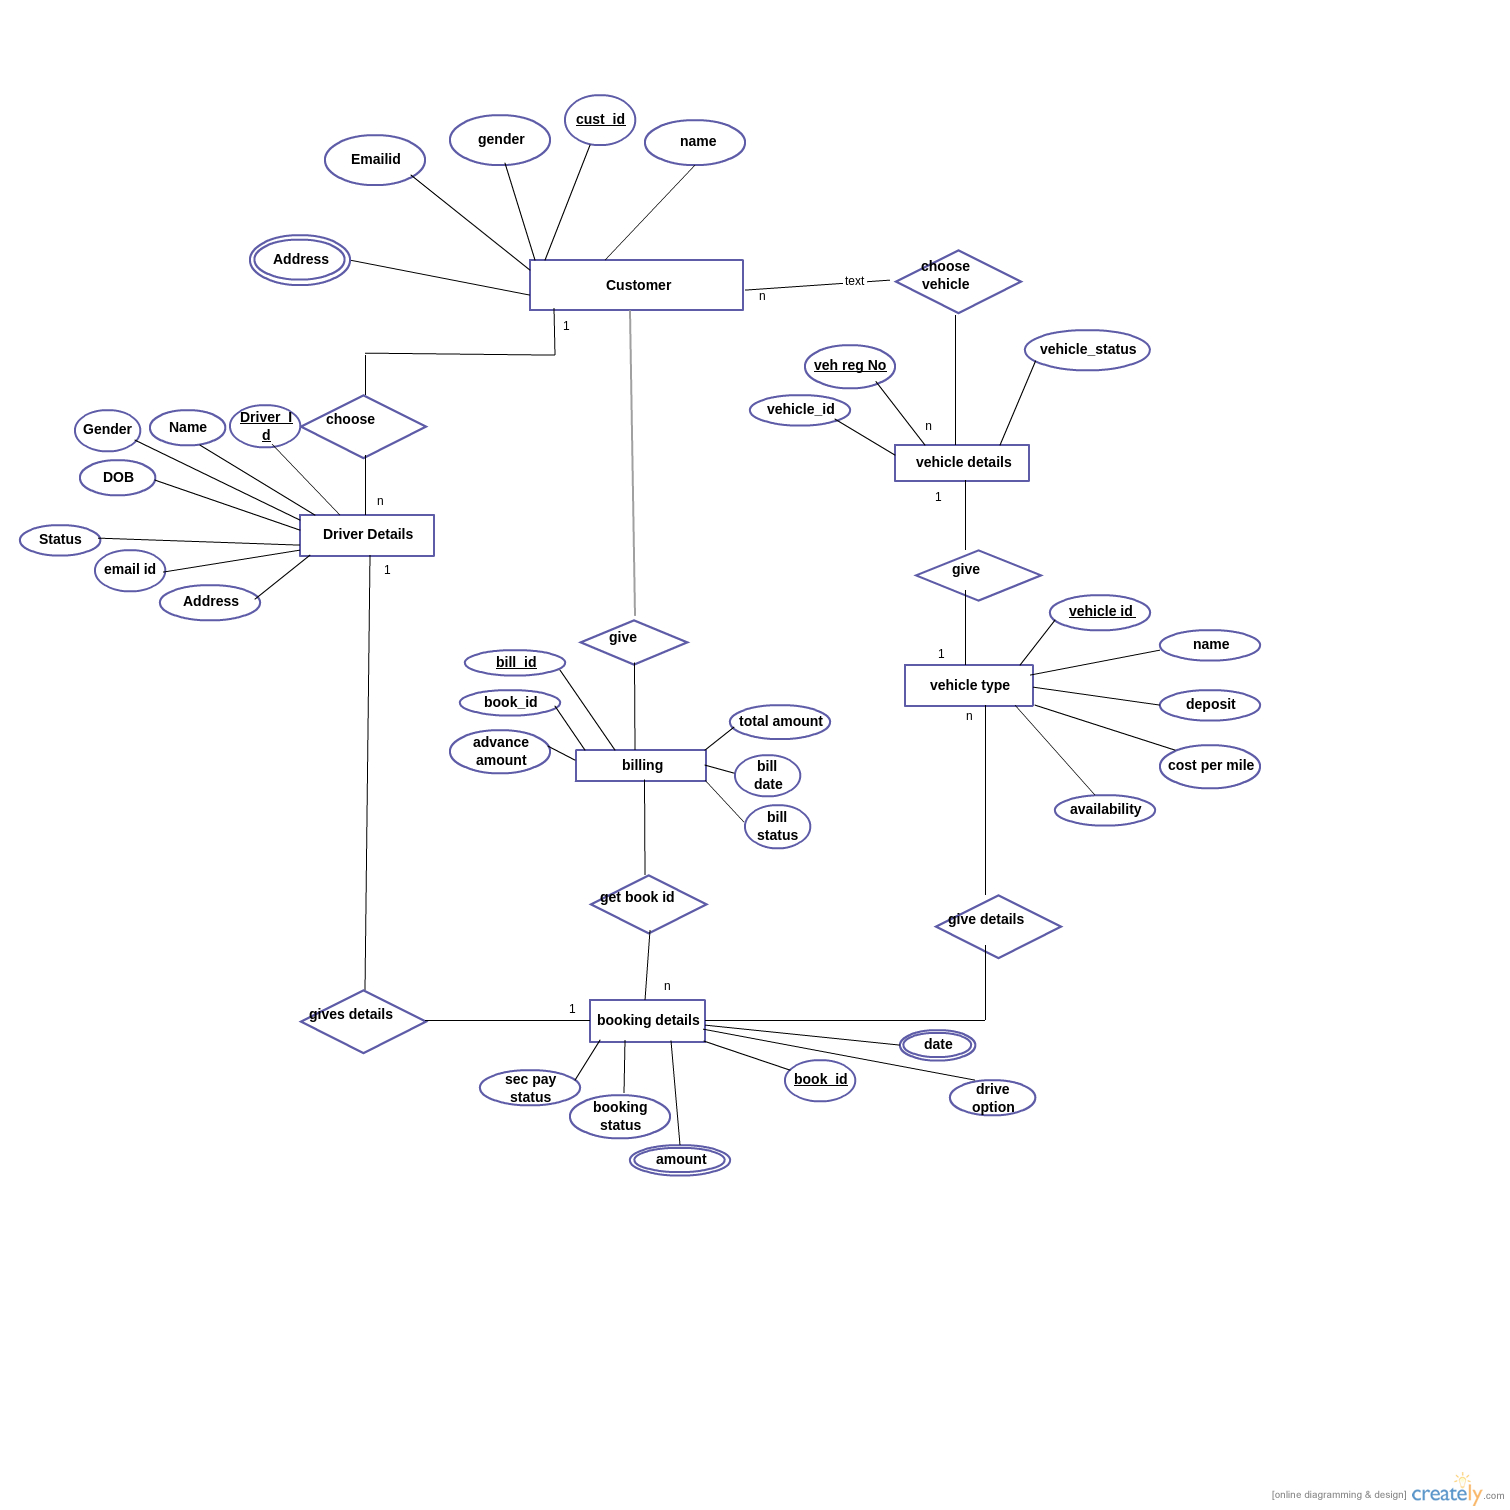 cust_id
gender
name
Emailid
Address
Customer
choose
vehicle
text
n
1
vehicle_status
veh reg No
vehicle_id
n
vehicle details
1
Driver_I
d
choose
Name
Gender
DOB
n
Driver Details
Status
email id
Address
1
give
vehicle id
name
1
vehicle type
n
deposit
cost per mile
availability
give
bill_id
book_id
advance
amount
total amount
billing
bill
date
bill
status
get book id
give details
n
1
gives details
booking details
date
book_id
drive
option
sec pay
status
booking
status
amount
[online diagramming & design] creately.com